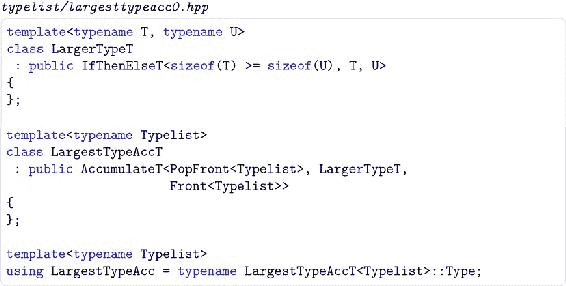 typelist/largesttypeacc0.hpp
template<typename T, typename U>
class LargerTypeT
: public IfThenElseT<sizeof(T) >= sizeof(U), T, U>
{
};
template<typename Typelist>
class LargestTypeAccT
: public AccumulateT<PopFront<Typelist>, LargerTypeT,
Front<Typelist>>
{
};
template<typename Typelist>
using LargestTypeAcc = typename LargestTypeAccT<Typelist>::Type;